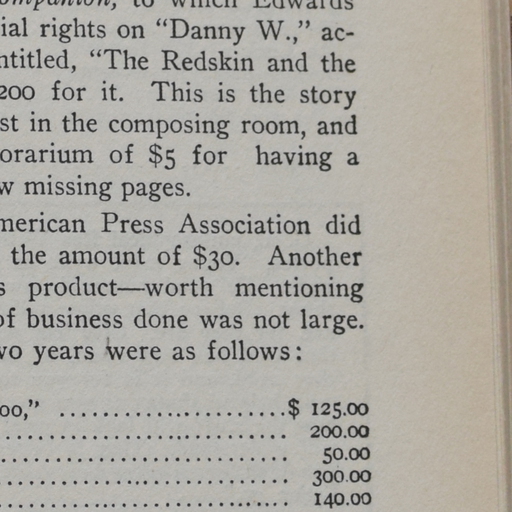 ompanion, to which Edwards
ial rights on "Danny W.," ac-
ntitled, "The Redskin and the
200 for it. This is the story
st in the composing room, and
orarium of $5 for having a
w missing pages.
merican Press Association did
the amount of $30. Another
s product—worth mentioning
of business done was not large.
wo years were as follows:
oo," ............................$ 125.00
.................................. 200.00
.................................. 50.00
.................................. 300.00
.................................. 140.00